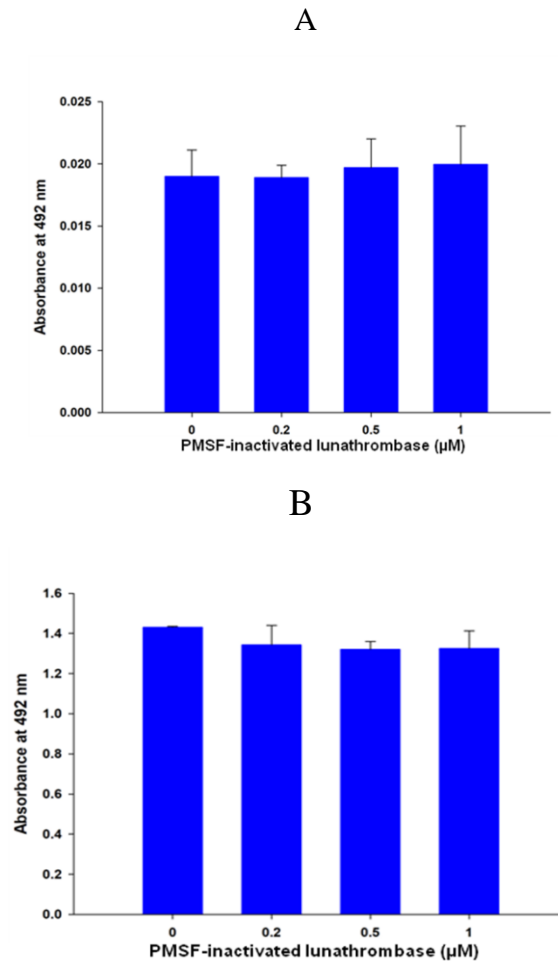 A
0.025
0.020
0.015
0.010
0.005
0.000
Absorbance at 492 nm
0 0.2 0.5 1
PMSF-inactivated lunathrombase (µM)
B
1.6
1.4
1.2
1.0
0.8
0.6
0.4
0.2
0.0
Absorbance at 492 nm
0 0.2 0.5 1
PMSF-inactivated lunathrombase (µM)